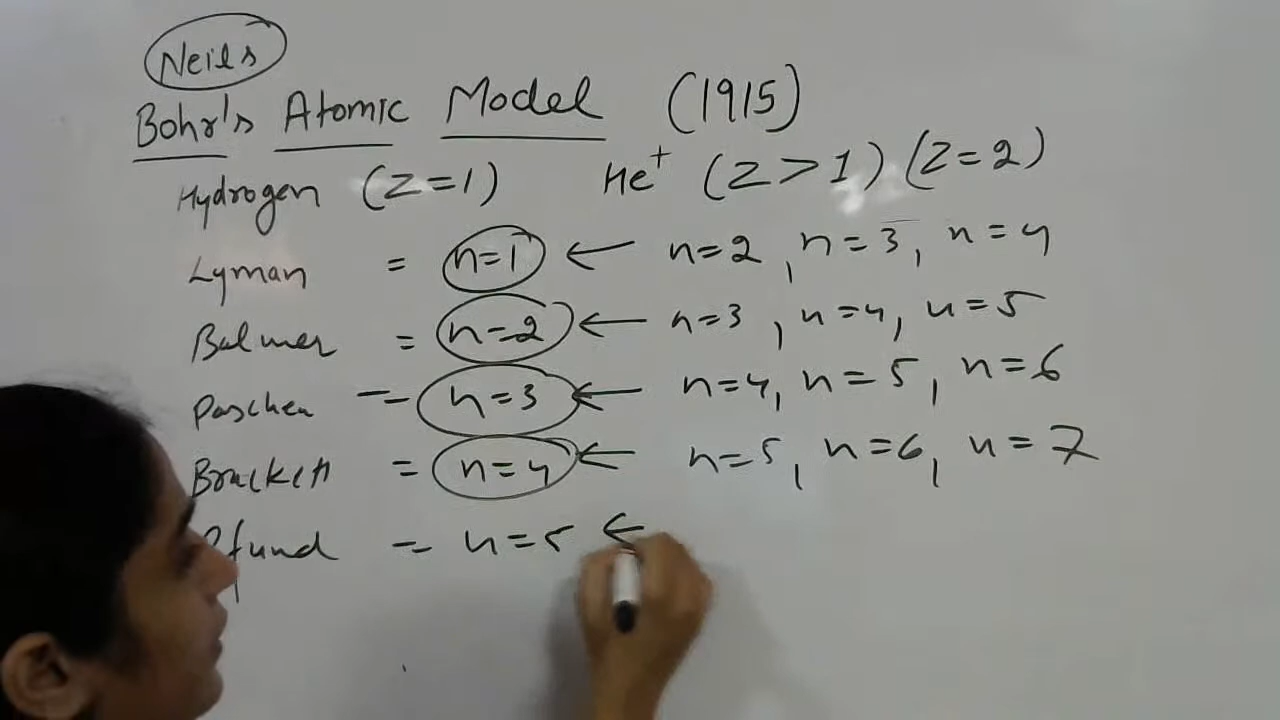 Neils
Bohr's Atomic Model (1915)
Hydrogen (Z=1) He⁺ (Z>1) (Z=2)
Lyman = n=1 ← n=2, n=3, n=4
Balmer = n=2 ← n=3, n=4, n=5
Paschen = n=3 ← n=4, n=5, n=6
Brackett = n=4 ← n=5, n=6, n=7
Pfund = n=5 ←